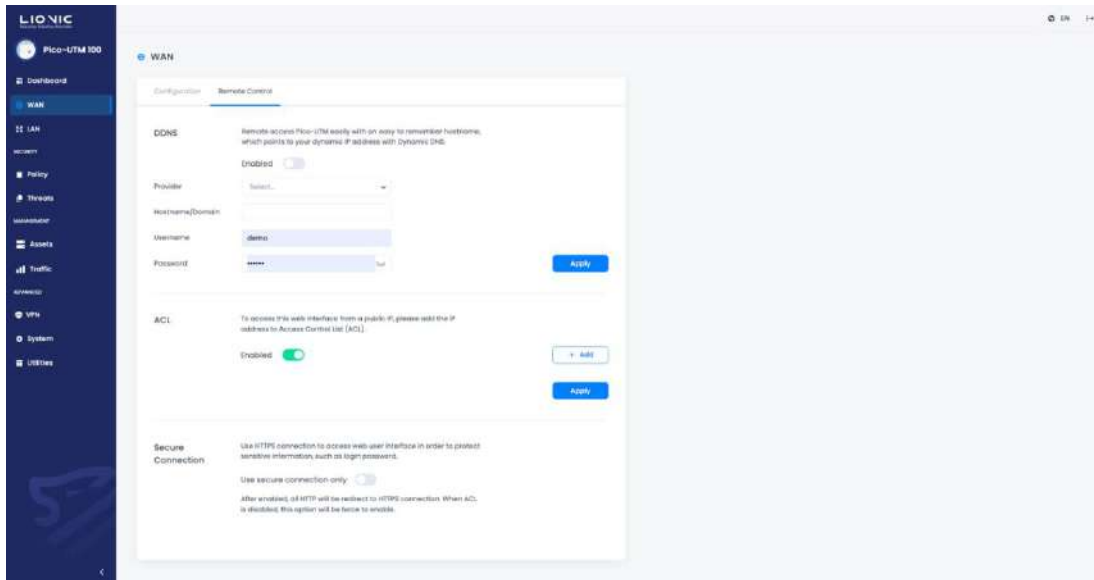 LIONIC
EN
Pico-UTM 100
WAN
Dashboard
WAN
LAN
SECURITY
Policy
Threats
MANAGEMENT
Assets
Traffic
ADVANCED
VPN
System
Utilities
Configuration Remote Control
DDNS
Remote access Pico-UTM easily with an easy to remember hostname,
which points to your dynamic IP address with Dynamic DNS.
Enabled
Provider Select...
Hostname/Domain
Username demo
Password ••••••
Apply
ACL
To access this web interface from a public IP, please add the IP
address to Access Control List (ACL).
Enabled
+ Add
Apply
Secure
Connection
Use HTTPS connection to access web user interface in order to protect
sensitive information, such as login password.
Use secure connection only
After enabled, all HTTP will be redirect to HTTPS connection. When ACL
is disabled, this option will be force to enable.